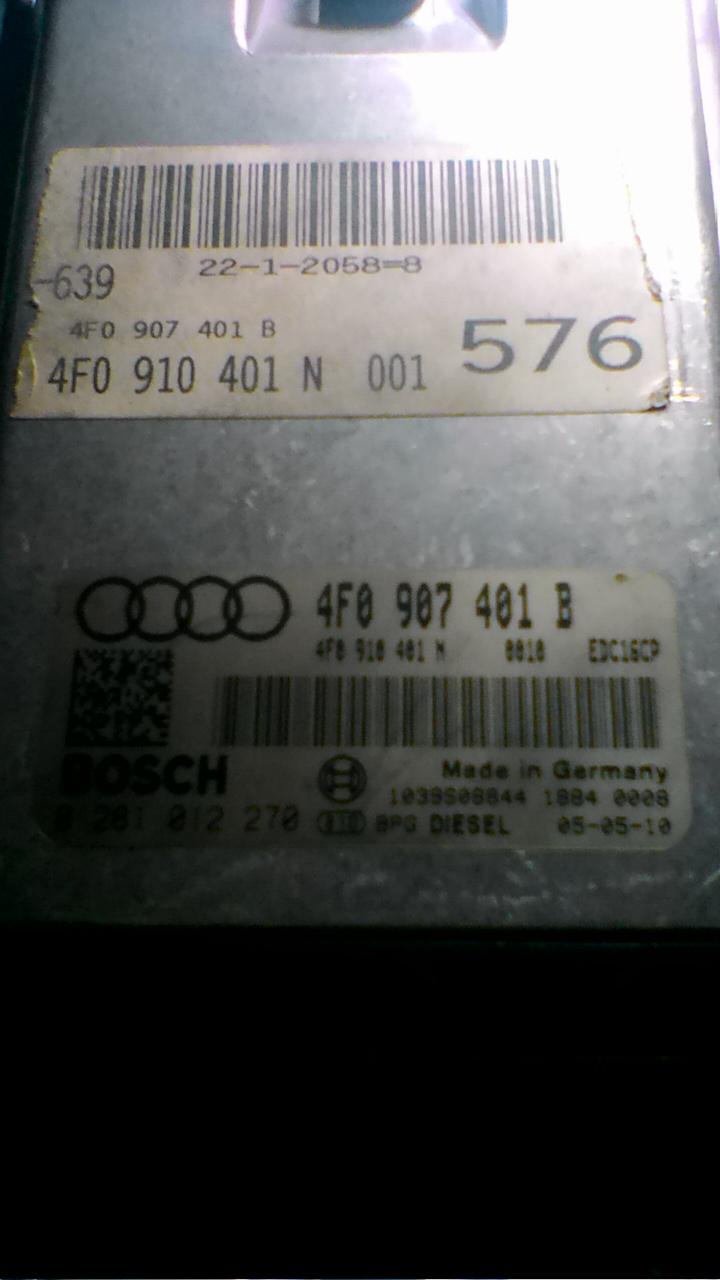 22-1-2058=8
-639
4F0 907 401 B
576
4F0 910 401 N 001
4F0 907 401 B
4F0 910 401 N 0010 EDC16CP
BOSCH
Made in Germany
1039S08844 1884 0008
0 281 012 270 BPG DIESEL 05-05-10